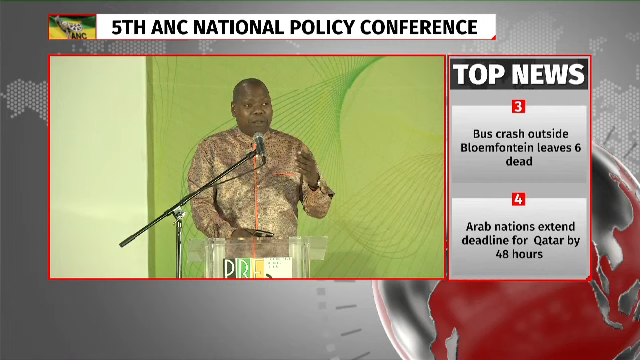 ANC
5TH ANC NATIONAL POLICY CONFERENCE
TOP NEWS
3
Bus crash outside
Bloemfontein leaves 6
dead
4
Arab nations extend
deadline for Qatar by
48 hours